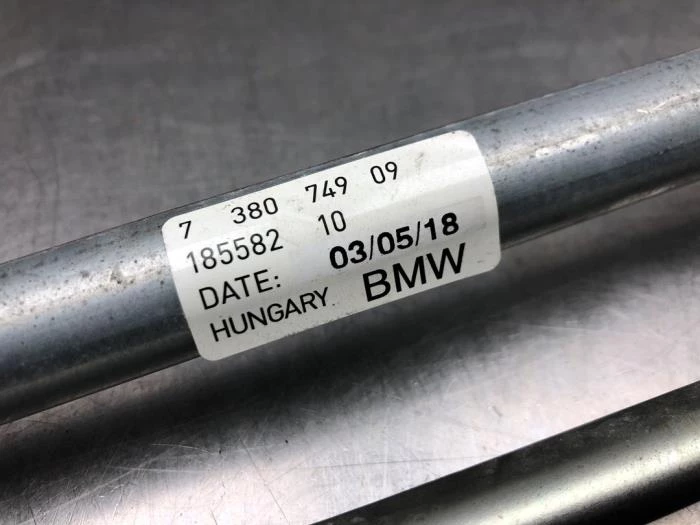 7 380 749 09
185582 10
DATE: 03/05/18
HUNGARY BMW